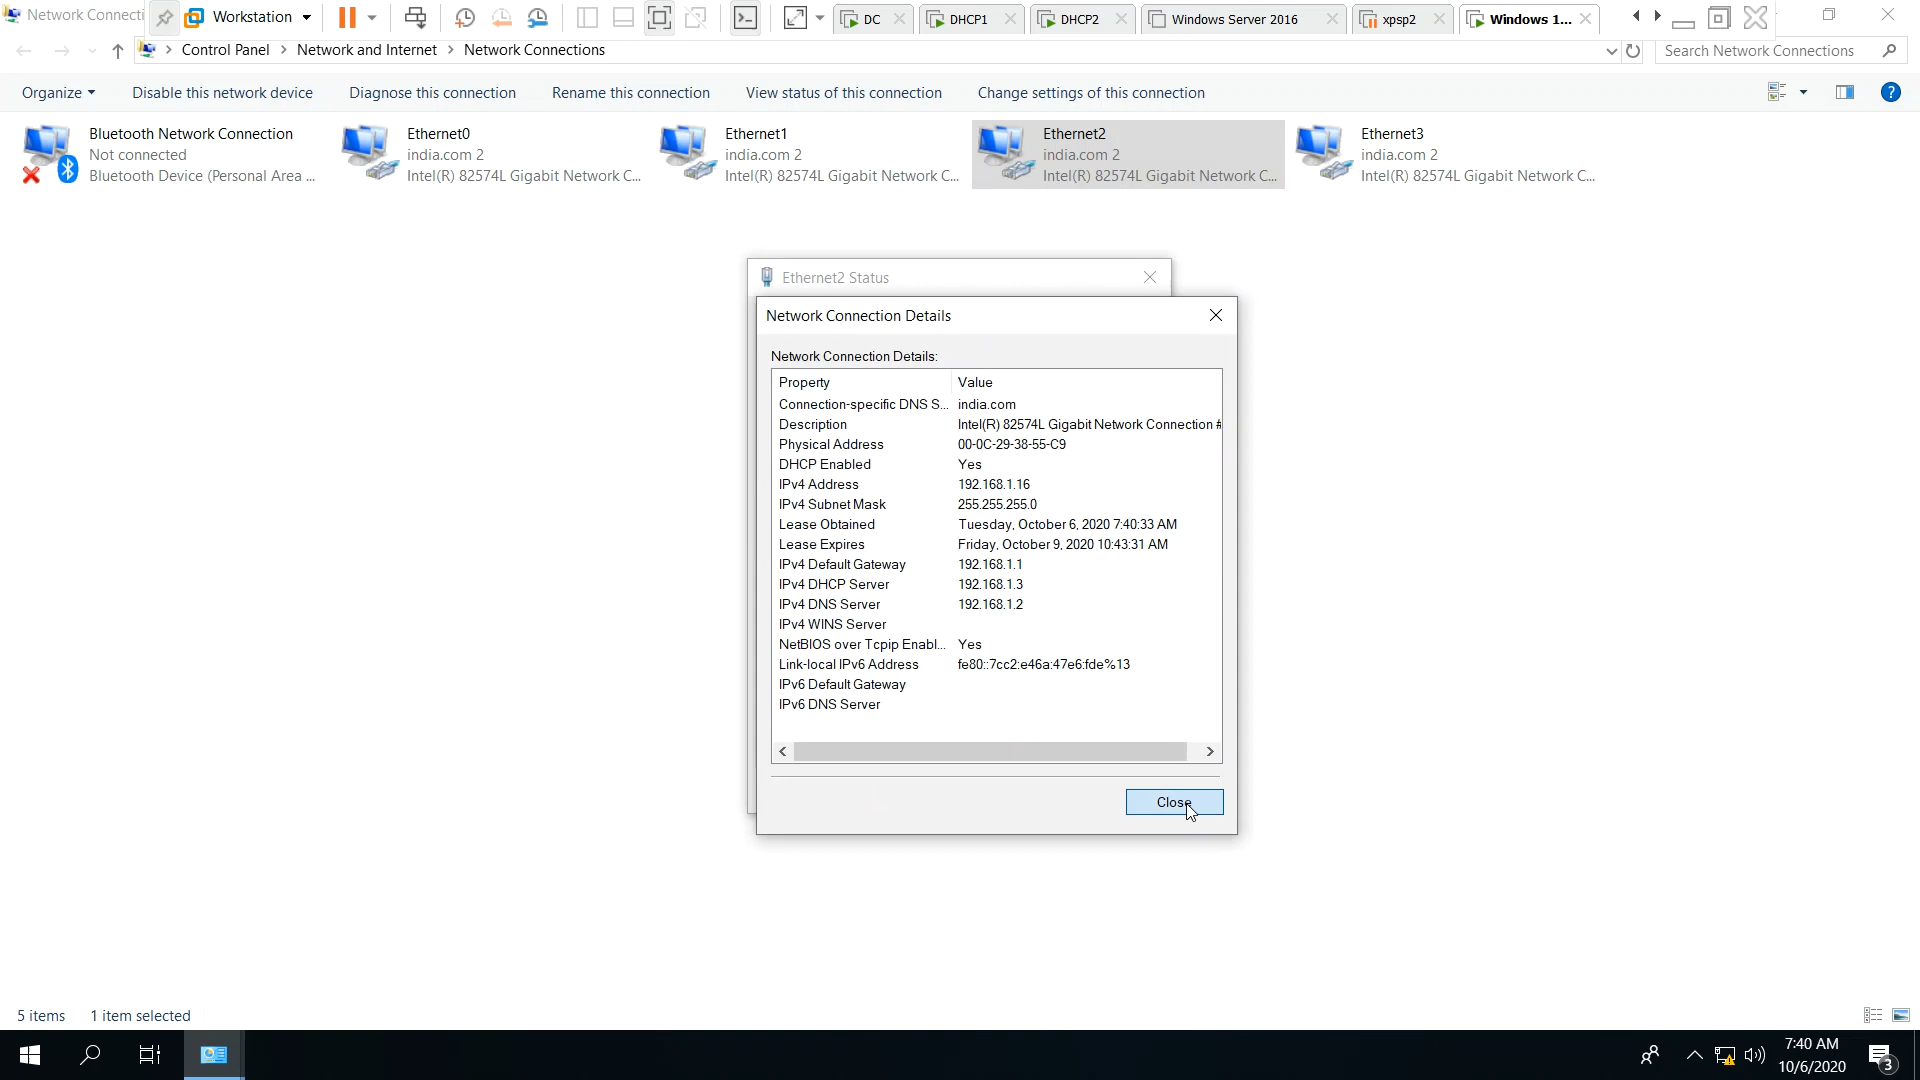 Network Connecti
Workstation
DC
DHCP1
DHCP2
Windows Server 2016
xpsp2
Windows 1...
Control Panel
Network and Internet
Network Connections
Search Network Connections
Organize
Disable this network device
Diagnose this connection
Rename this connection
View status of this connection
Change settings of this connection
Bluetooth Network Connection
Not connected
Bluetooth Device (Personal Area ...
Ethernet0
india.com 2
Intel(R) 82574L Gigabit Network C...
Ethernet1
india.com 2
Intel(R) 82574L Gigabit Network C...
Ethernet2
india.com 2
Intel(R) 82574L Gigabit Network C...
Ethernet3
india.com 2
Intel(R) 82574L Gigabit Network C...
Ethernet2 Status
Network Connection Details
Network Connection Details:
Property Value
Connection-specific DNS S... india.com
Description Intel(R) 82574L Gigabit Network Connection #
Physical Address 00-0C-29-38-55-C9
DHCP Enabled Yes
IPv4 Address 192.168.1.16
IPv4 Subnet Mask 255.255.255.0
Lease Obtained Tuesday, October 6, 2020 7:40:33 AM
Lease Expires Friday, October 9, 2020 10:43:31 AM
IPv4 Default Gateway 192.168.1.1
IPv4 DHCP Server 192.168.1.3
IPv4 DNS Server 192.168.1.2
IPv4 WINS Server
NetBIOS over Tcpip Enabl... Yes
Link-local IPv6 Address fe80::7cc2:e46a:47e6:fde%13
IPv6 Default Gateway
IPv6 DNS Server
Close
5 items
1 item selected
7:40 AM
10/6/2020
3